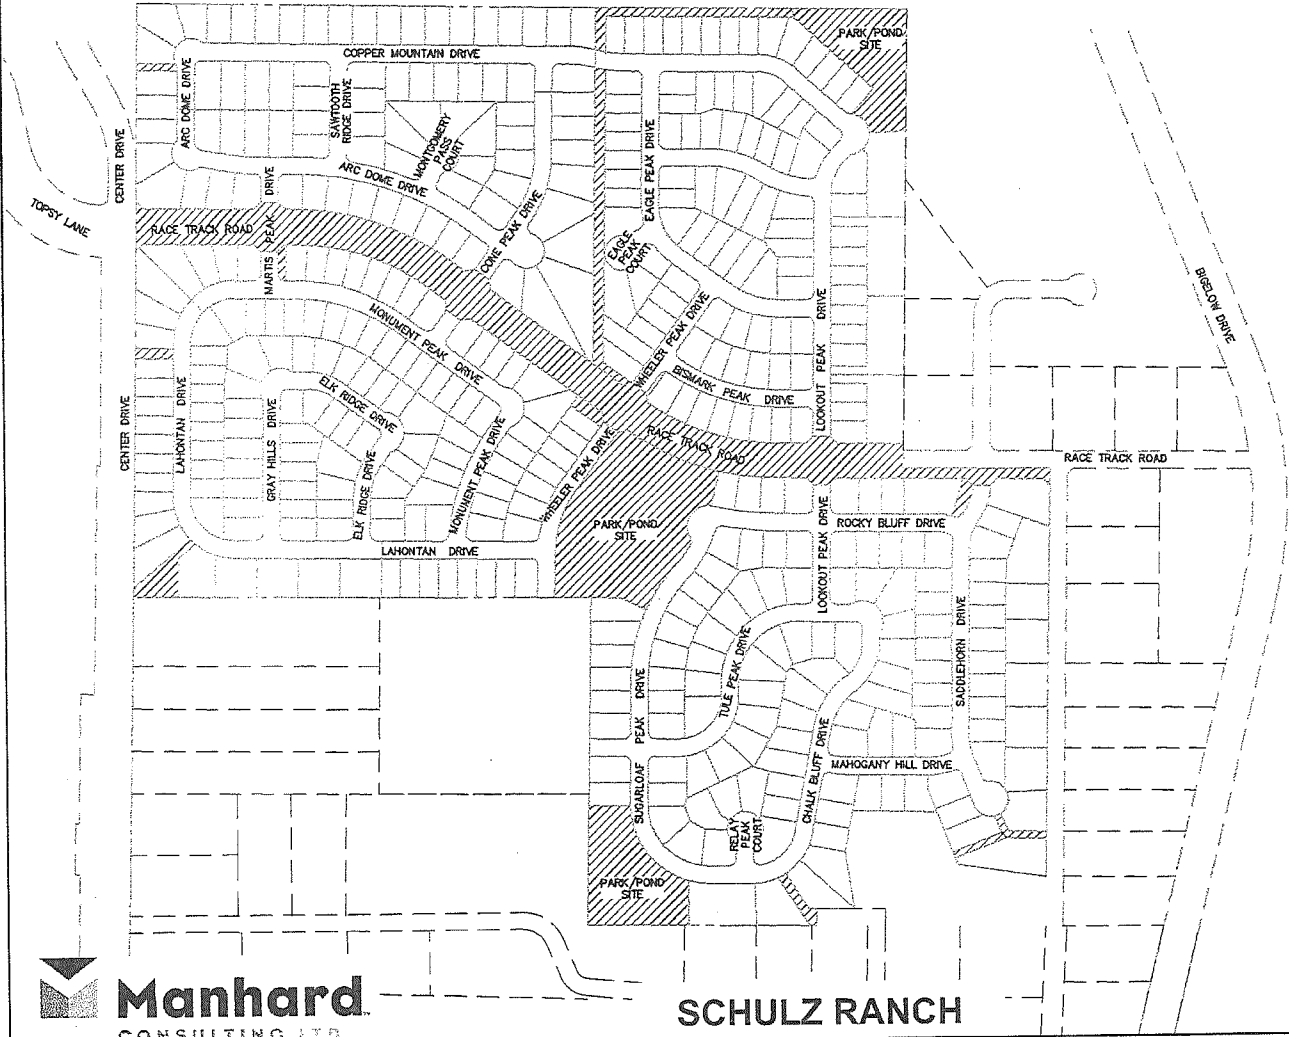 PARK/POND
SITE
COPPER MOUNTAIN DRIVE
ARC DOME DRIVE
SAWTOOTH
RIDGE DRIVE
MONTGOMERY
PASS
COURT
EAGLE PEAK DRIVE
CENTER DRIVE
ARC DOME DRIVE
MARTIS PEAK DRIVE
CONE PEAK DRIVE
TOPSY LANE
RACE TRACK ROAD
EAGLE
PEAK
COURT
BIGELOW DRIVE
MONUMENT PEAK DRIVE
WHEELER PEAK DRIVE
LOOKOUT PEAK DRIVE
BISMARK PEAK DRIVE
ELK RIDGE DRIVE
LAHONTAN DRIVE
CENTER DRIVE
GRAY HILLS DRIVE
ELK RIDGE DRIVE
MONUMENT PEAK DRIVE
WHEELER PEAK DRIVE
RACE TRACK ROAD
RACE TRACK ROAD
PARK/POND
SITE
LOOKOUT PEAK DRIVE
ROCKY BLUFF DRIVE
LAHONTAN DRIVE
SADDLEHORN DRIVE
TULE PEAK DRIVE
SUGARLOAF PEAK DRIVE
CHALK BLUFF DRIVE
MAHOGANY HILL DRIVE
RELAY
PEAK
COURT
PARK/POND
SITE
Manhard
CONSULTING LTD
SCHULZ RANCH